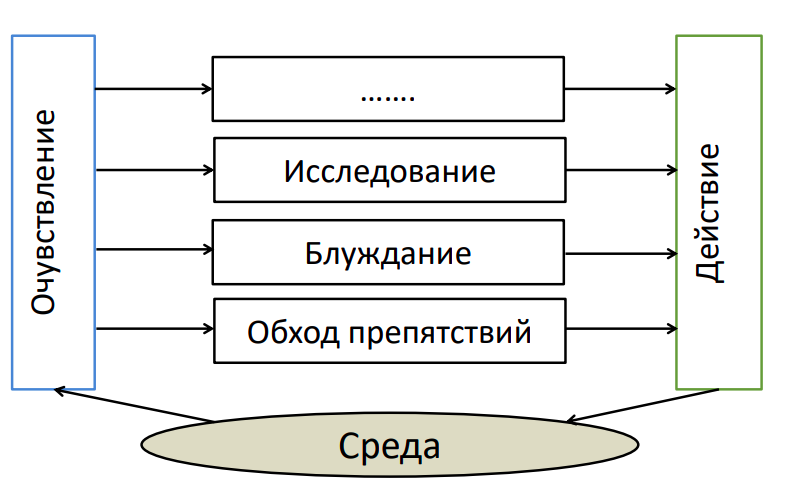 Очувствление
…….
Исследование
Блуждание
Обход препятствий
Действие
Среда